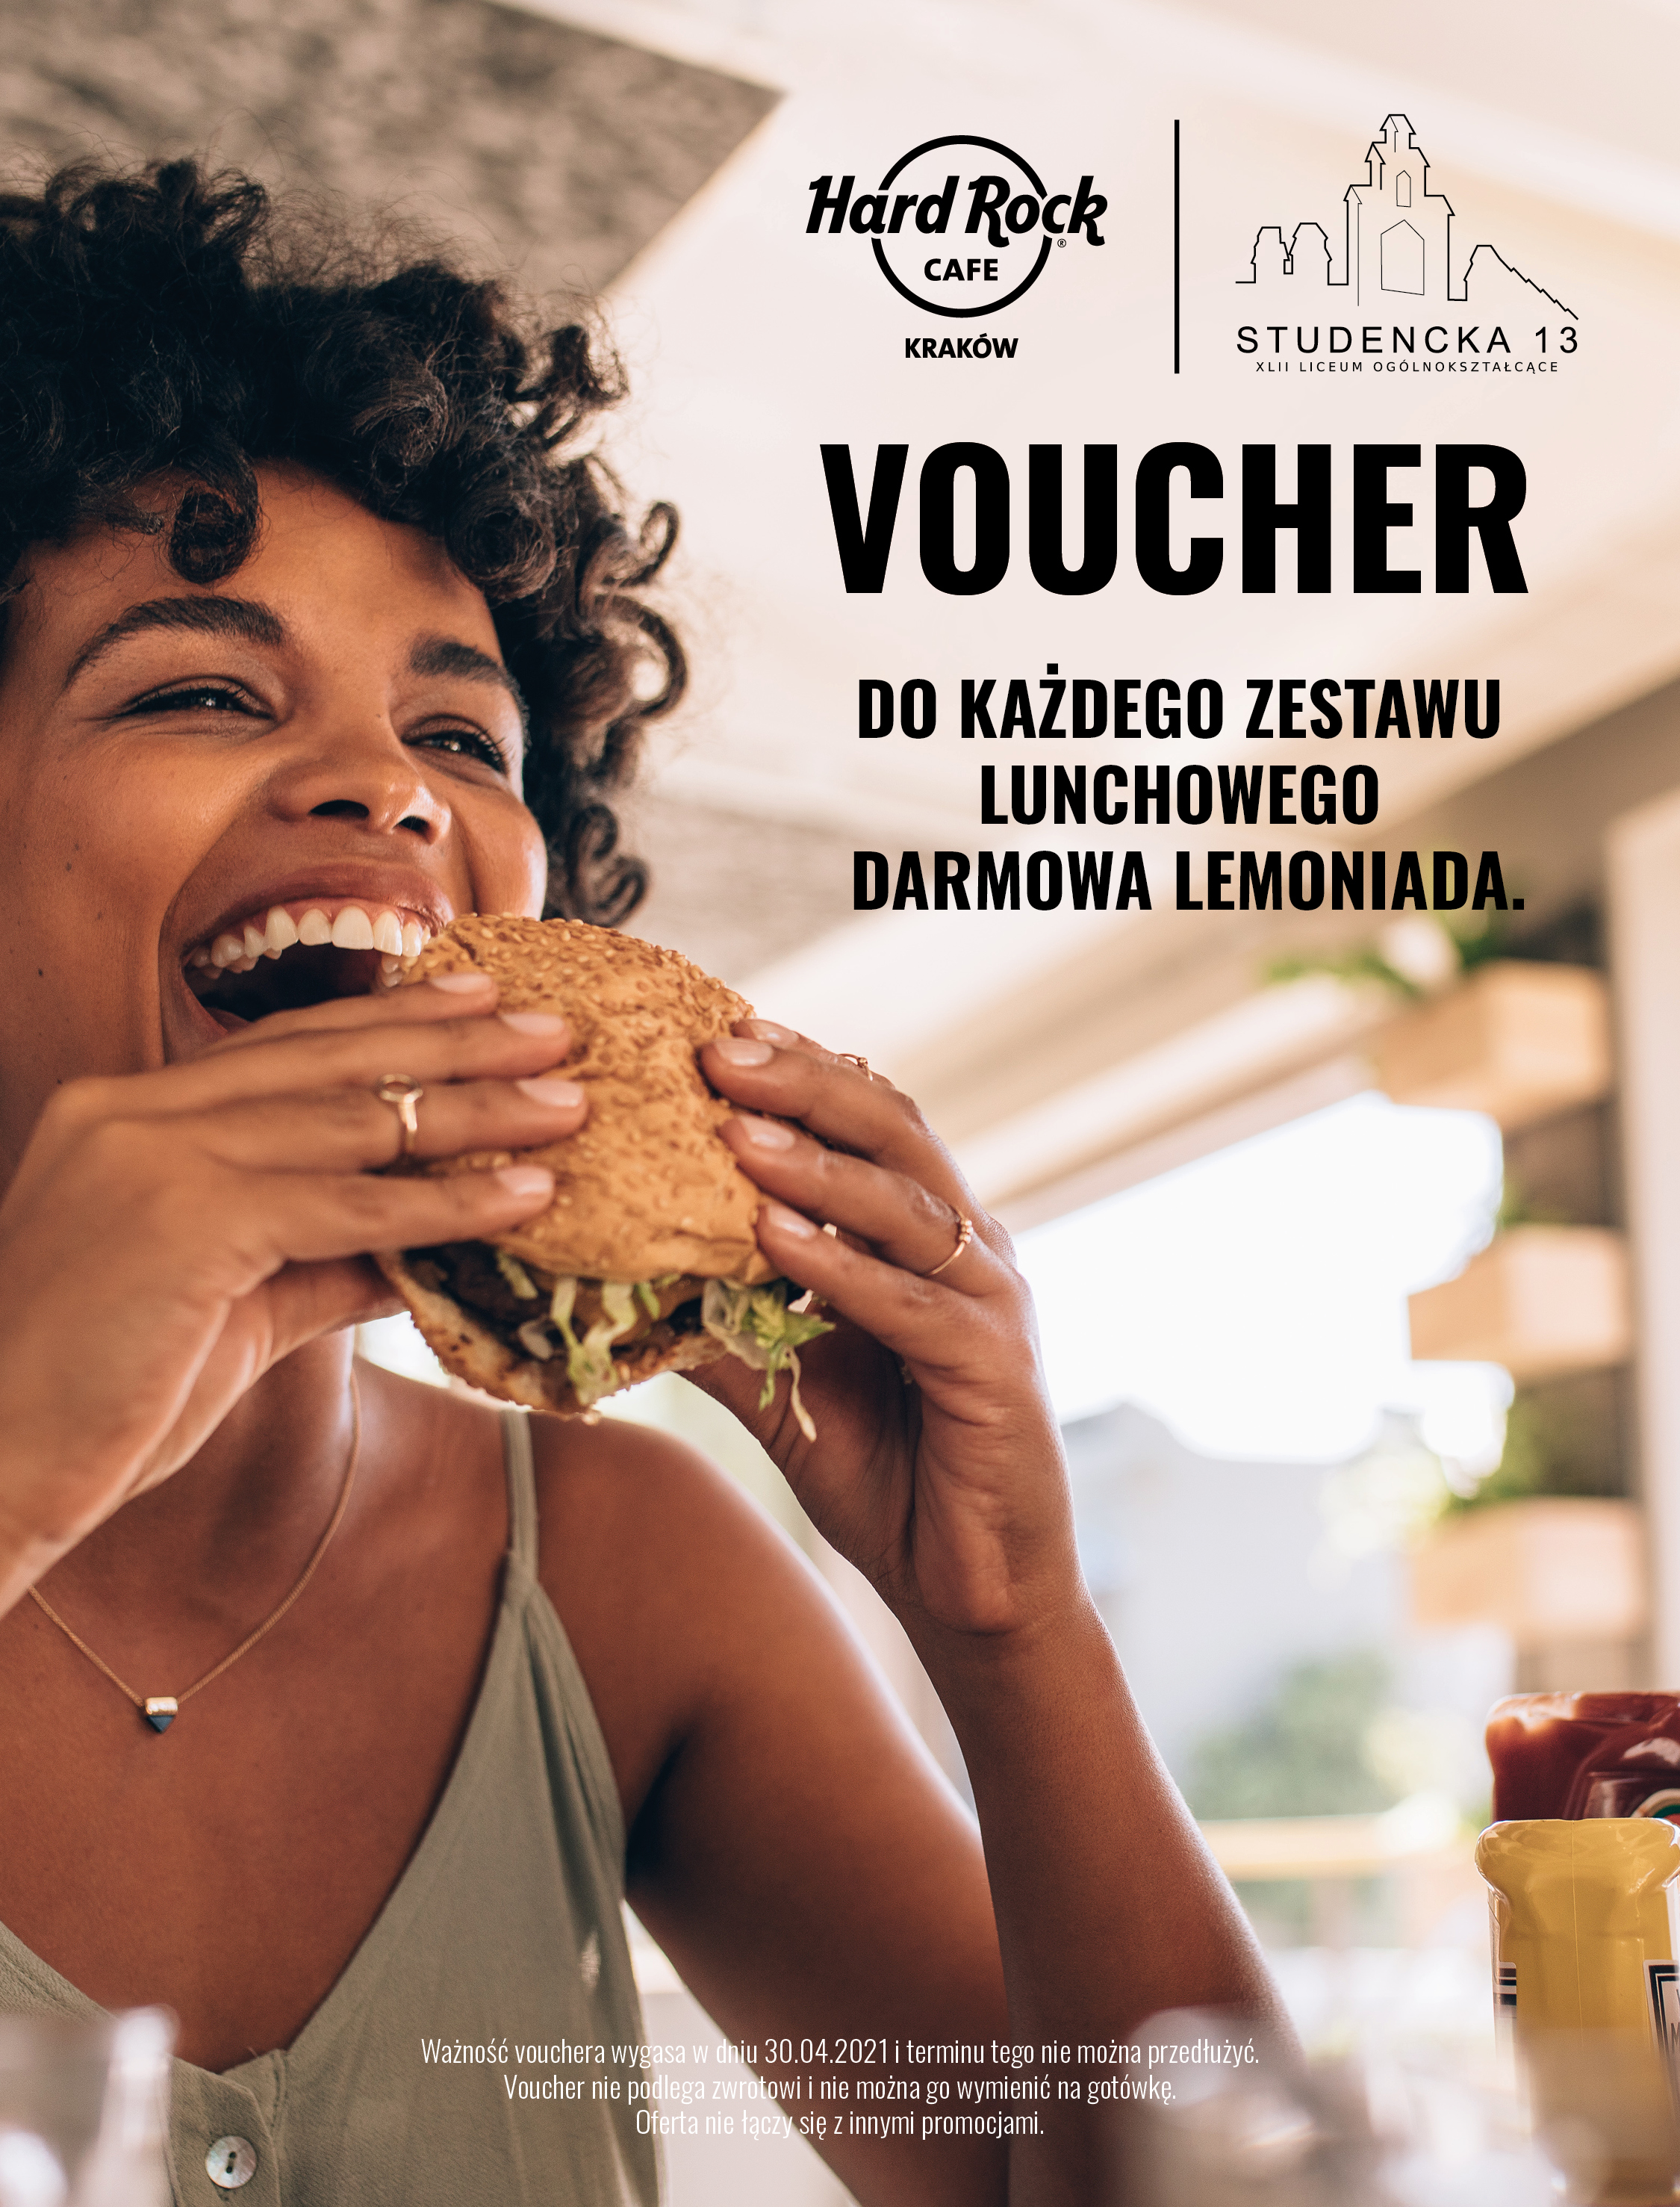 Hard Rock
®
CAFE
KRAKÓW
STUDENCKA 13
XLII LICEUM OGÓLNOKSZTAŁCĄCE
VOUCHER
DO KAŻDEGO ZESTAWU
LUNCHOWEGO
DARMOWA LEMONIADA.
Ważność vouchera wygasa w dniu 30.04.2021 i terminu tego nie można przedłużyć.
Voucher nie podlega zwrotowi i nie można go wymienić na gotówkę.
Oferta nie łączy się z innymi promocjami.